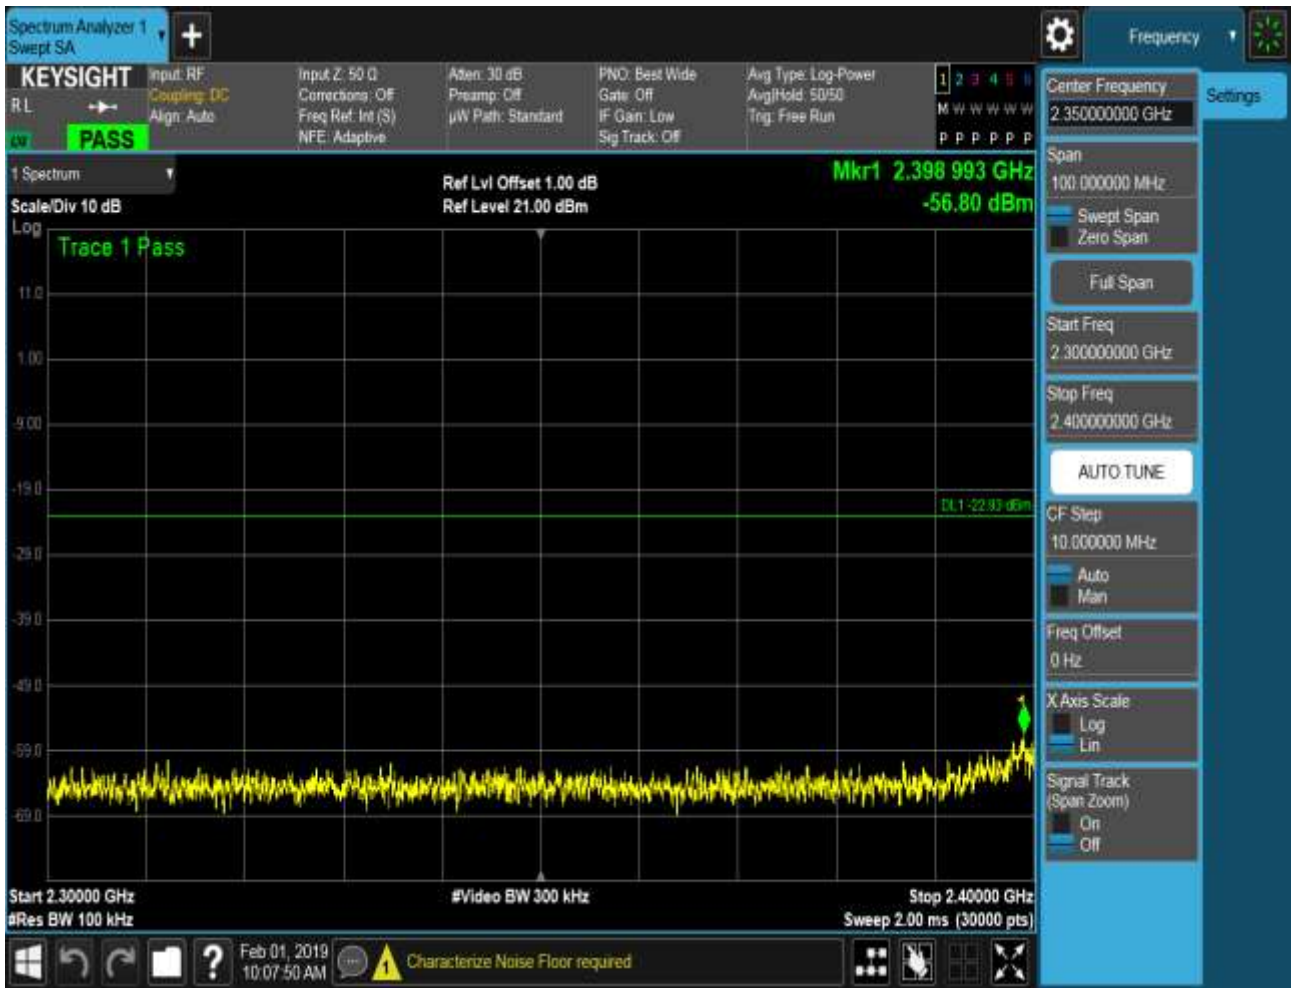 Spectrum Analyzer 1
Swept SA
+
Frequency
KEYSIGHT
RL
PASS
Input: RF
Coupling: DC
Align: Auto
Input Z: 50 Ω
Corrections: Off
Freq Ref: Int (S)
NFE: Adaptive
Atten: 30 dB
Preamp: Off
µW Path: Standard
PNO: Best Wide
Gate: Off
IF Gain: Low
Sig Track: Off
Avg Type: Log-Power
Avg|Hold: 50/50
Trig: Free Run
1 2 3 4 5 6
M W W W W W
P P P P P P
1 Spectrum
Scale/Div 10 dB
Log
Ref Lvl Offset 1.00 dB
Ref Level 21.00 dBm
Mkr1 2.398 993 GHz
-56.80 dBm
Trace 1 Pass
11.0
1.00
-9.00
-19.0
DL1 -22.93 dBm
-29.0
-39.0
-49.0
-59.0
-69.0
Start 2.30000 GHz
#Res BW 100 kHz
#Video BW 300 kHz
Stop 2.40000 GHz
Sweep 2.00 ms (30000 pts)
Center Frequency
2.350000000 GHz
Settings
Span
100.000000 MHz
Swept Span
Zero Span
Full Span
Start Freq
2.300000000 GHz
Stop Freq
2.400000000 GHz
AUTO TUNE
CF Step
10.000000 MHz
Auto
Man
Freq Offset
0 Hz
X Axis Scale
Log
Lin
Signal Track
(Span Zoom)
On
Off
?
Feb 01, 2019
10:07:50 AM
Characterize Noise Floor required